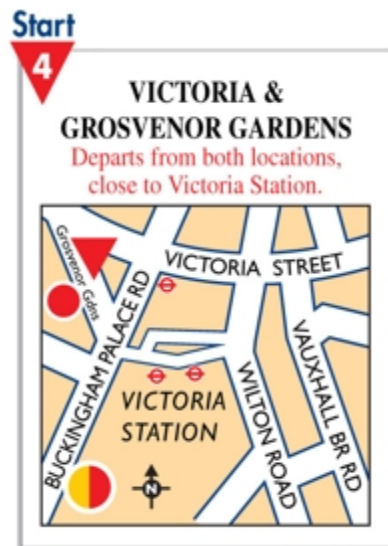 Start
4
VICTORIA &
GROSVENOR GARDENS
Departs from both locations,
close to Victoria Station.
Grosvenor Gdns
VICTORIA STREET
BUCKINGHAM PALACE RD
VICTORIA
STATION
WILTON ROAD
VAUXHALL BR RD
N